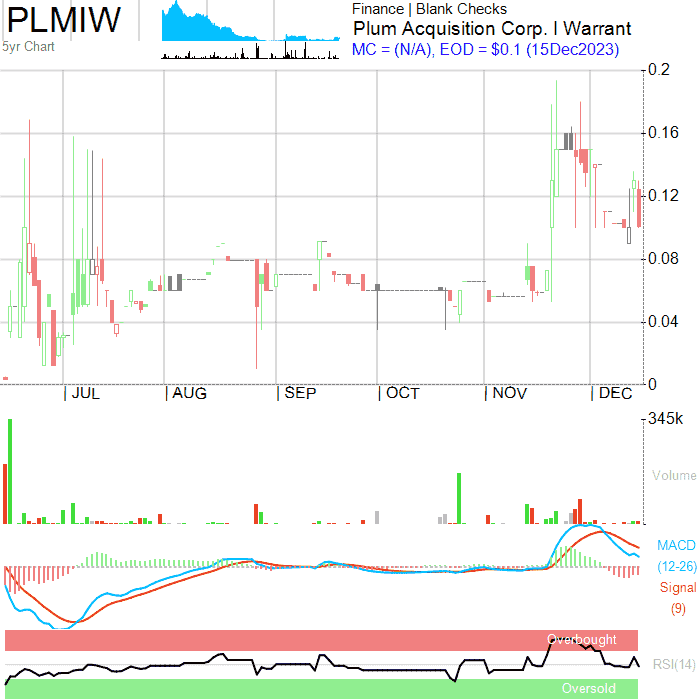 PLMIW
5yr Chart
Finance | Blank Checks
Plum Acquisition Corp. I Warrant
MC = (N/A), EOD = $0.1 (15Dec2023)
0.2
0.16
0.12
0.08
0.04
0
JUL AUG SEP OCT NOV DEC
345k
Volume
MACD
(12-26)
Signal
(9)
Overbought
RSI(14)
Oversold